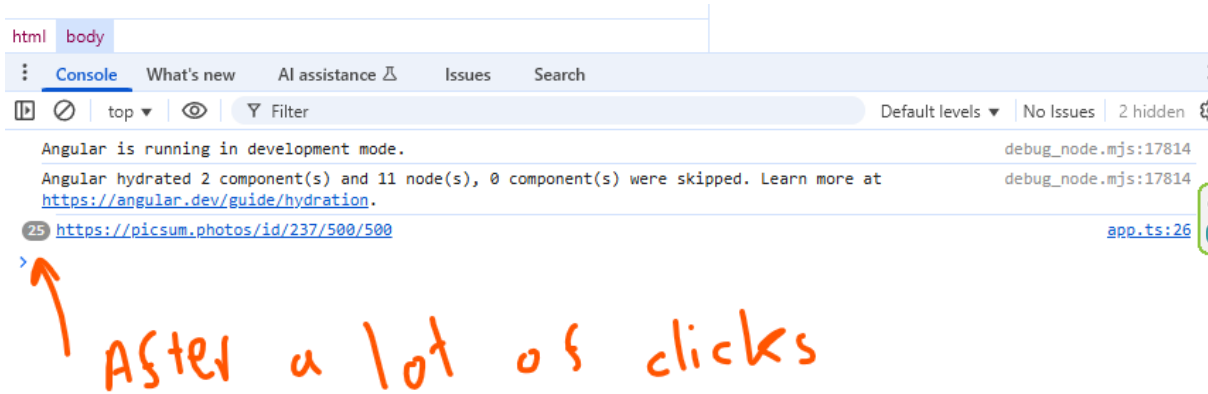 html body
Console What's new AI assistance Issues Search
top ▼ Filter Default levels ▼ No Issues 2 hidden
Angular is running in development mode. debug_node.mjs:17814
Angular hydrated 2 component(s) and 11 node(s), 0 component(s) were skipped. Learn more at debug_node.mjs:17814
https://angular.dev/guide/hydration.
25 https://picsum.photos/id/237/500/500 app.ts:26
>
After a lot of clicks